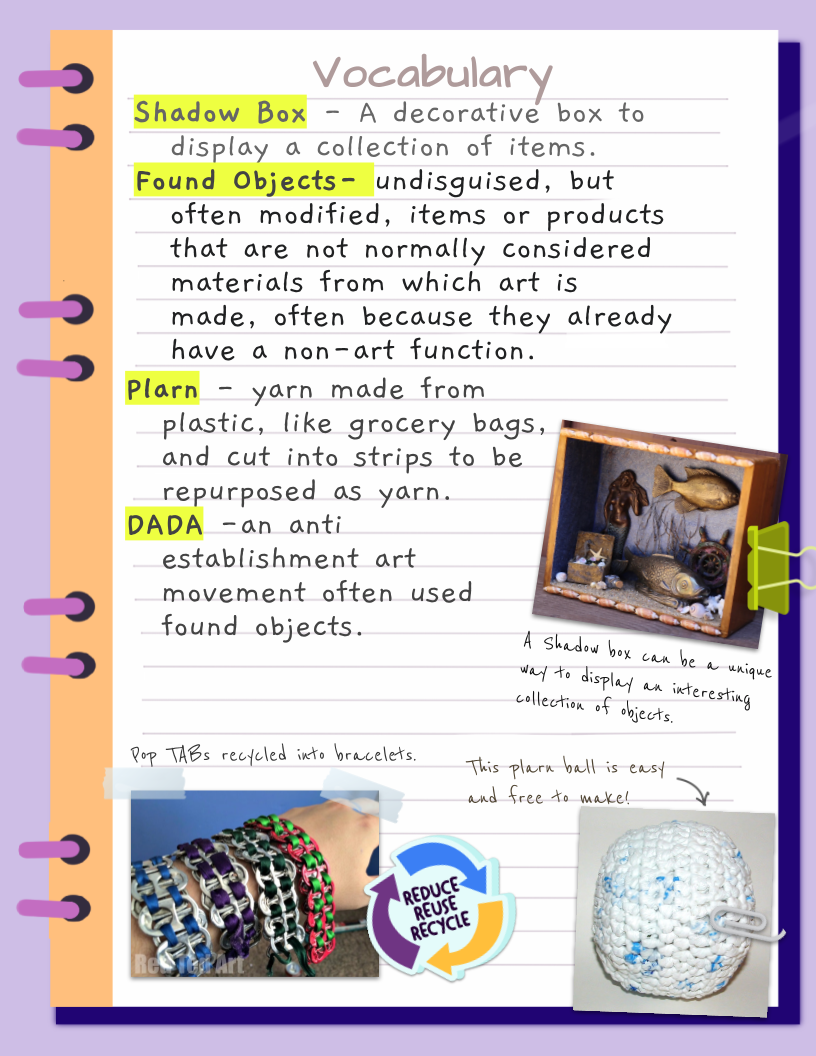 Vocabulary
Shadow Box - A decorative box to
display a collection of items.
Found Objects- undisguised, but
often modified, items or products
that are not normally considered
materials from which art is
made, often because they already
have a non-art function.
Plarn - yarn made from
plastic, like grocery bags,
and cut into strips to be
repurposed as yarn.
DADA -an anti
establishment art
movement often used
found objects.
A Shadow box can be a unique
way to display an interesting
collection of objects.
Pop TABs recycled into bracelets.
This plarn ball is easy
and free to make!
REDUCE
REUSE
RECYCLE
Red Ted Art